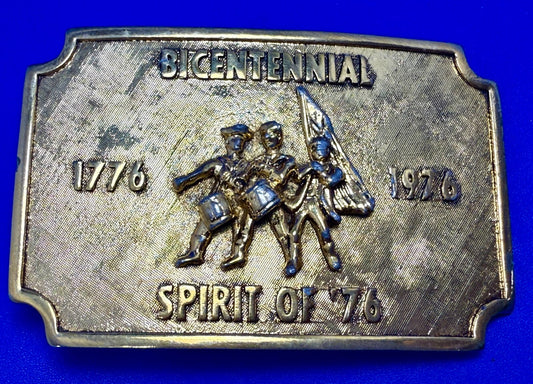 BICENTENNIAL
1776 1976
SPIRIT OF '76